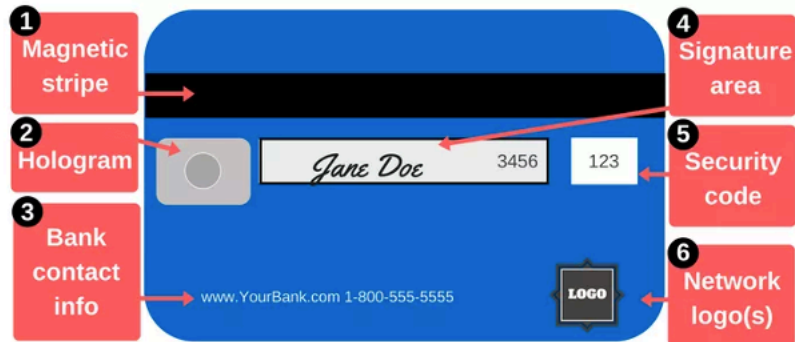 1
Magnetic
stripe
2
Hologram
3
Bank
contact
info
Jane Doe 3456 123
www.YourBank.com 1-800-555-5555
LOGO
4
Signature
area
5
Security
code
6
Network
logo(s)